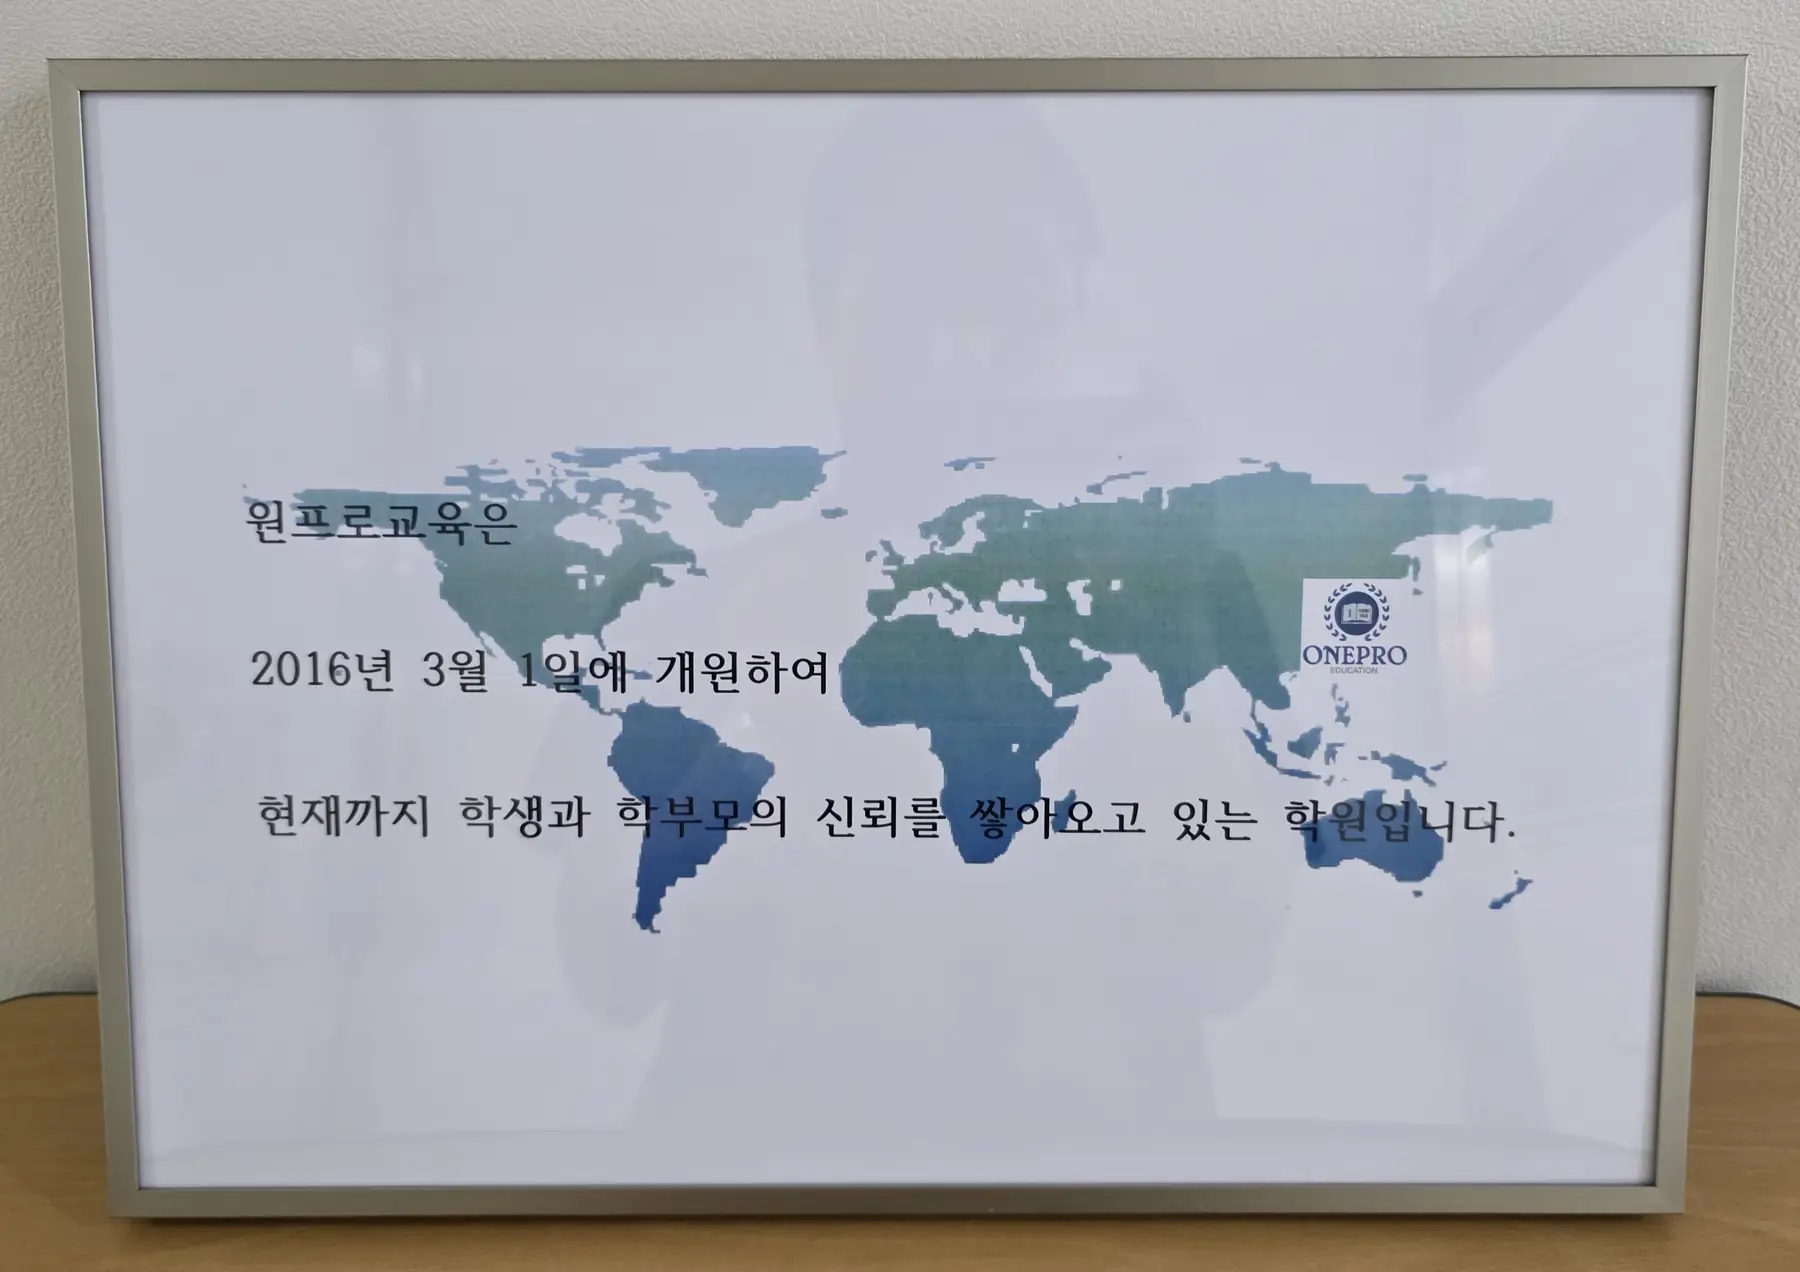 원프로교육은
ONEPRO
EDUCATION
2016년 3월 1일에 개원하여
현재까지 학생과 학부모의 신뢰를 쌓아오고 있는 학원입니다.